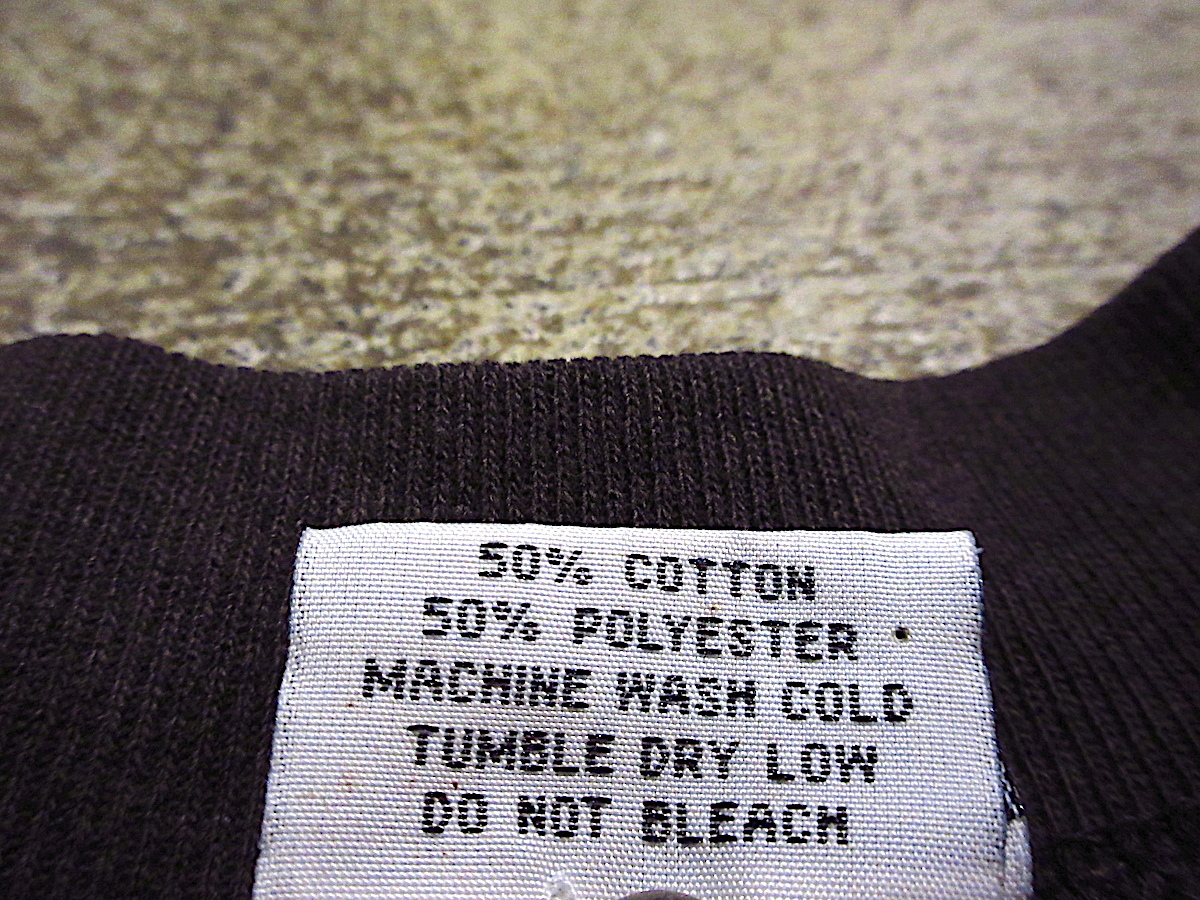 50% COTTON
50% POLYESTER
MACHINE WASH COLD
TUMBLE DRY LOW
DO NOT BLEACH